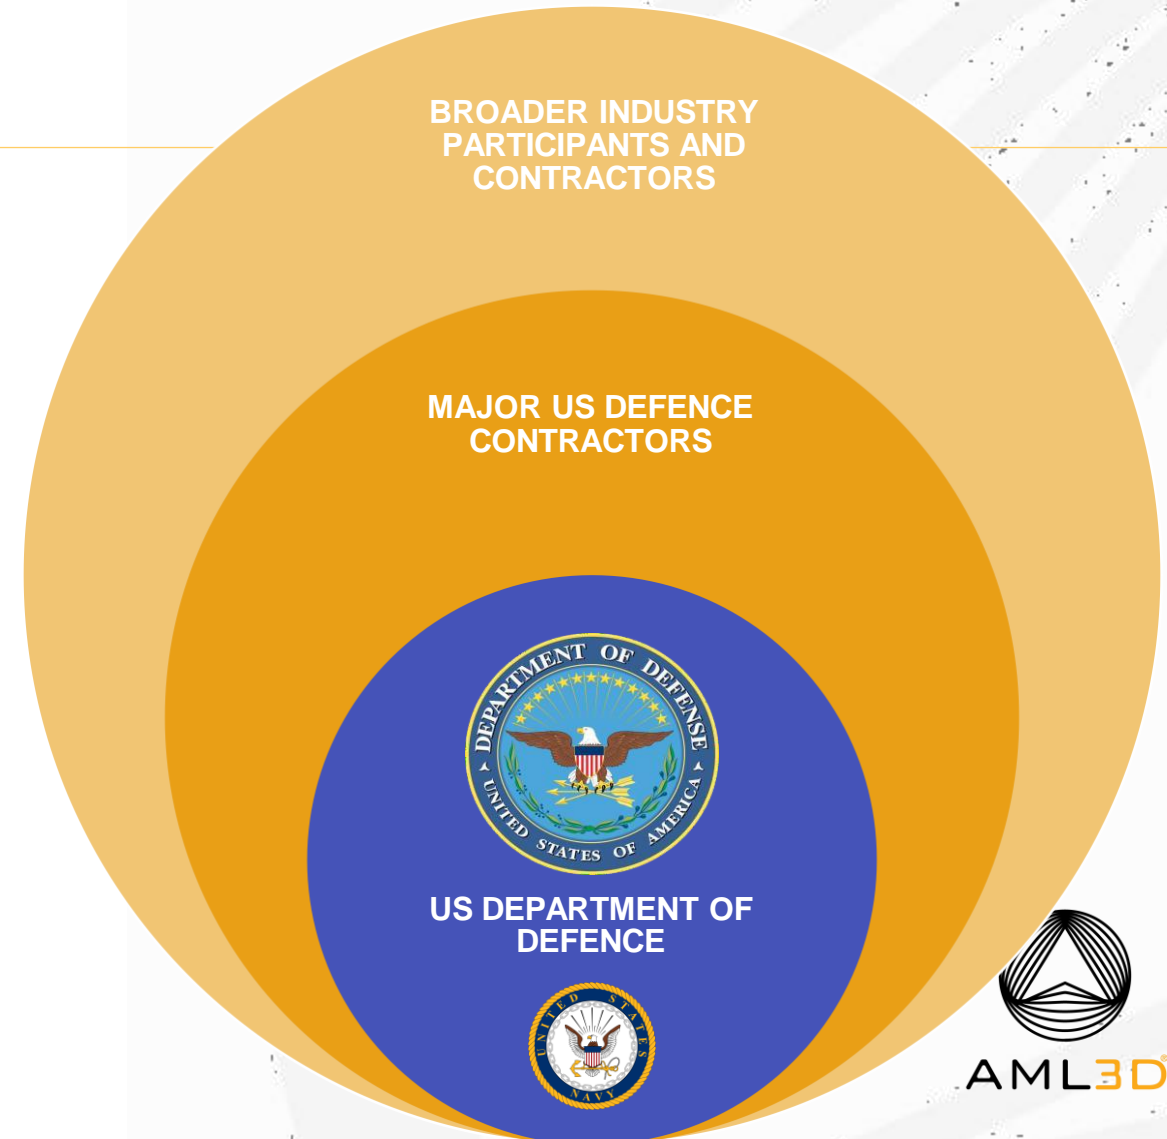 BROADER INDUSTRY
PARTICIPANTS AND
CONTRACTORS
MAJOR US DEFENCE
CONTRACTORS
DEPARTMENT OF DEFENSE
UNITED STATES OF AMERICA
US DEPARTMENT OF
DEFENCE
UNITED STATES
NAVY
AML3D